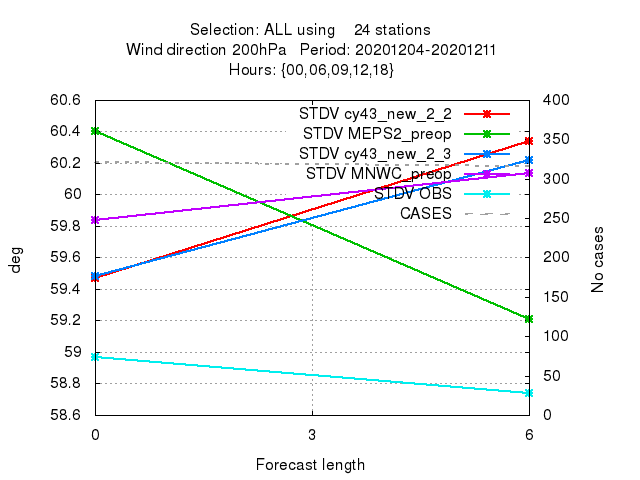 Selection: ALL using 24 stations
Wind direction 200hPa Period: 20201204-20201211
Hours: {00,06,09,12,18}
STDV cy43_new_2_2
STDV MEPS2_preop
STDV cy43_new_2_3
STDV MNWC_preop
STDV OBS
CASES
60.6
60.4
60.2
60
59.8
59.6
59.4
59.2
59
58.8
58.6
deg
400
350
300
250
200
150
100
50
0
No cases
0 3 6
Forecast length